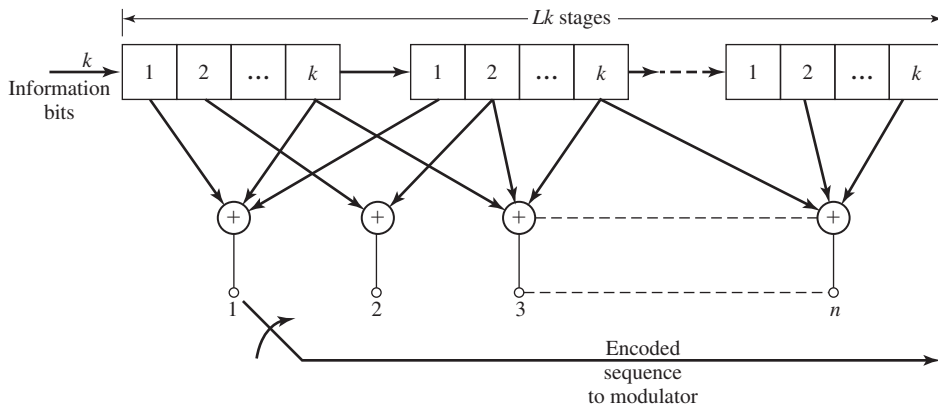 Lk stages
k
Information
bits
1 2 ... k 1 2 ... k 1 2 ... k
+ + + +
1 2 3 n
Encoded
sequence
to modulator